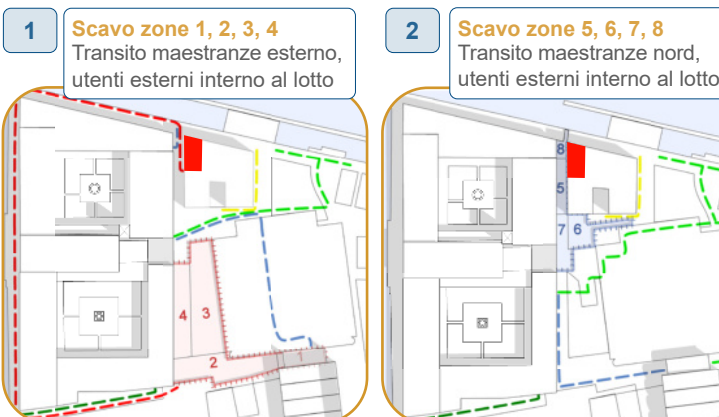 1
Scavo zone 1, 2, 3, 4
Transito maestranze esterno,
utenti esterni interno al lotto
4
3
2
1
2
Scavo zone 5, 6, 7, 8
Transito maestranze nord,
utenti esterni interno al lotto
8
5
7
6